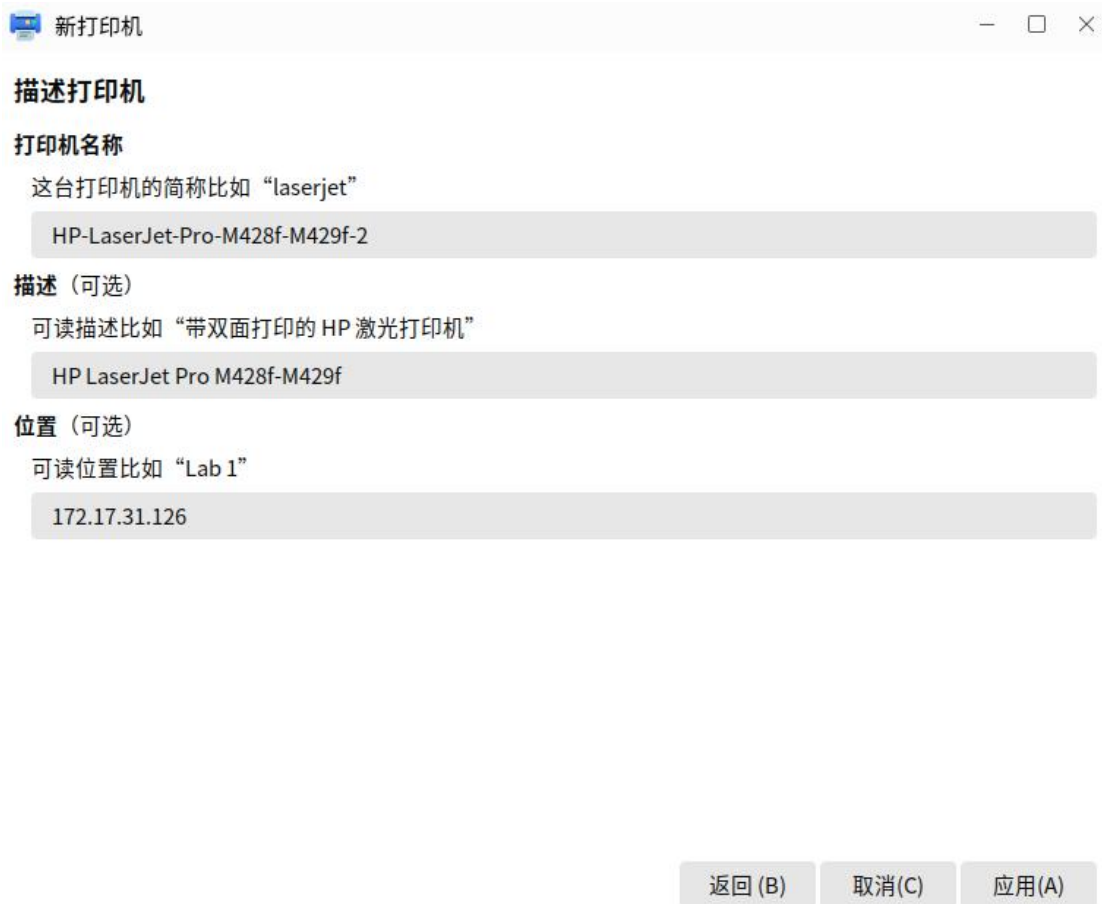 新打印机
描述打印机
打印机名称
这台打印机的简称比如“laserjet”
HP-LaserJet-Pro-M428f-M429f-2
描述（可选）
可读描述比如“带双面打印的 HP 激光打印机”
HP LaserJet Pro M428f-M429f
位置（可选）
可读位置比如“Lab 1”
172.17.31.126
返回 (B) 取消(C) 应用(A)